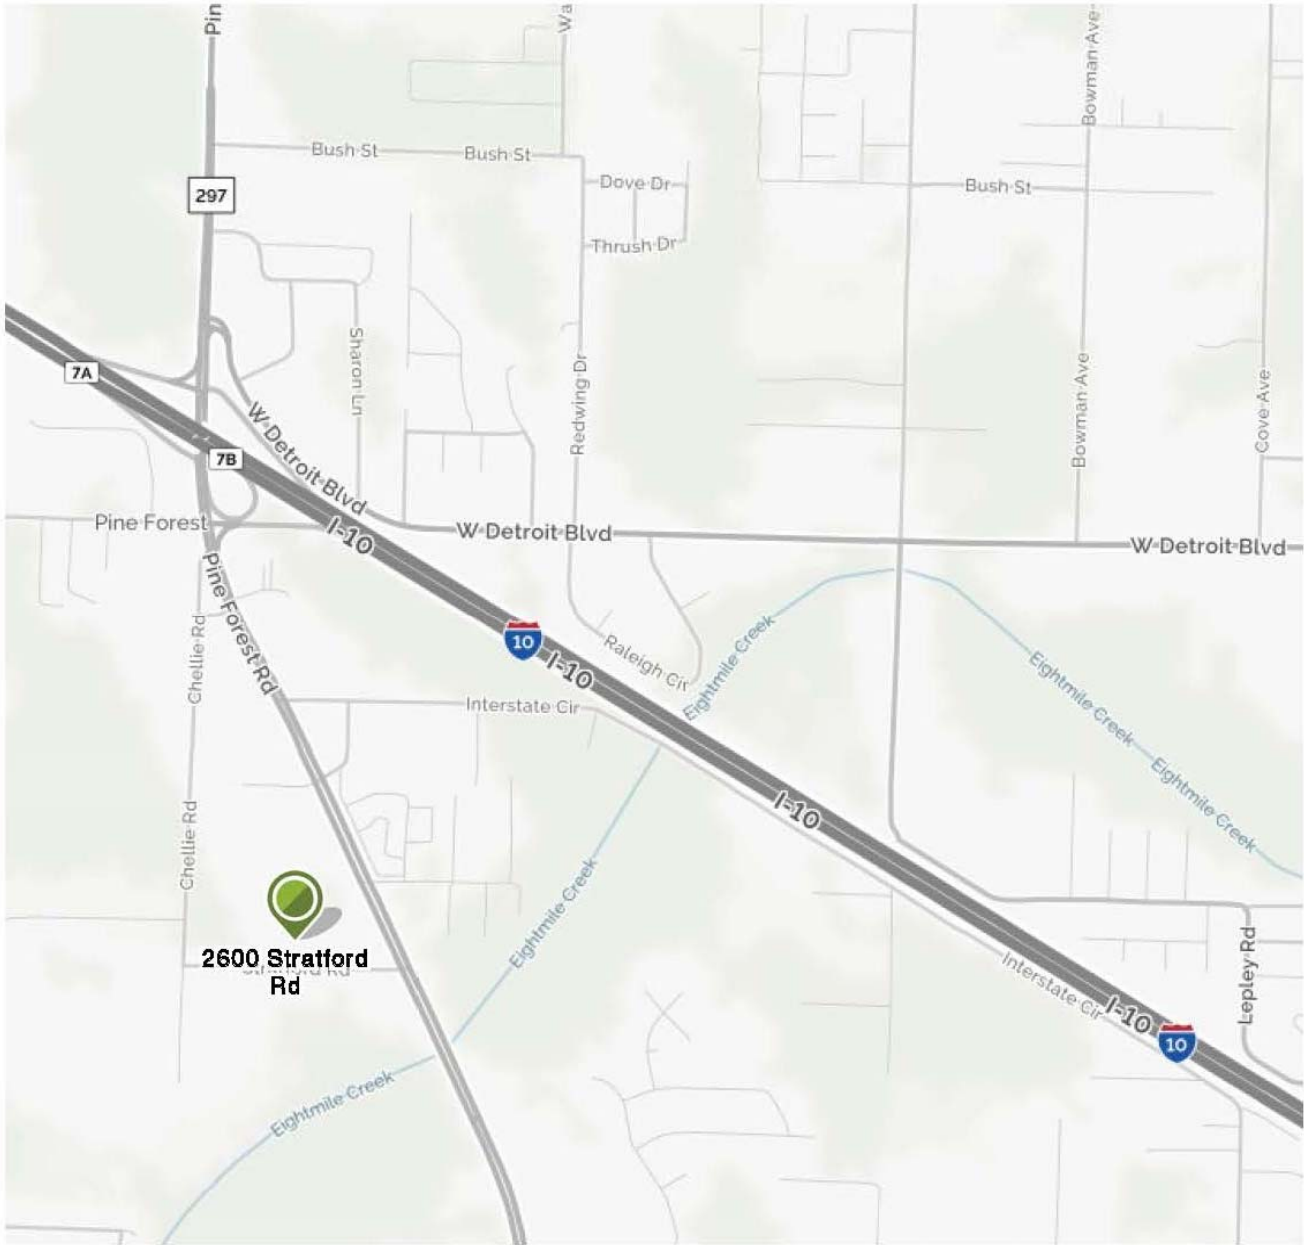 Pin
Wa
Bowman Ave
Bush St
Bush St
Dove Dr
Bush St
297
Thrush Dr
Sharon Ln
Redwing Dr
Bowman Ave
Cove Ave
7A
W Detroit Blvd
7B
Pine Forest
I-10
W Detroit Blvd
W Detroit Blvd
Pine Forest Rd
Chellie Rd
10
I-10
Raleigh Cir
Eightmile Creek
Eightmile Creek
Interstate Cir
Eightmile Creek
I-10
Chellie Rd
Eightmile Creek
2600 Stratford
Rd
Stratford Rd
Interstate Cir
I-10
10
Lepley Rd
Eightmile Creek